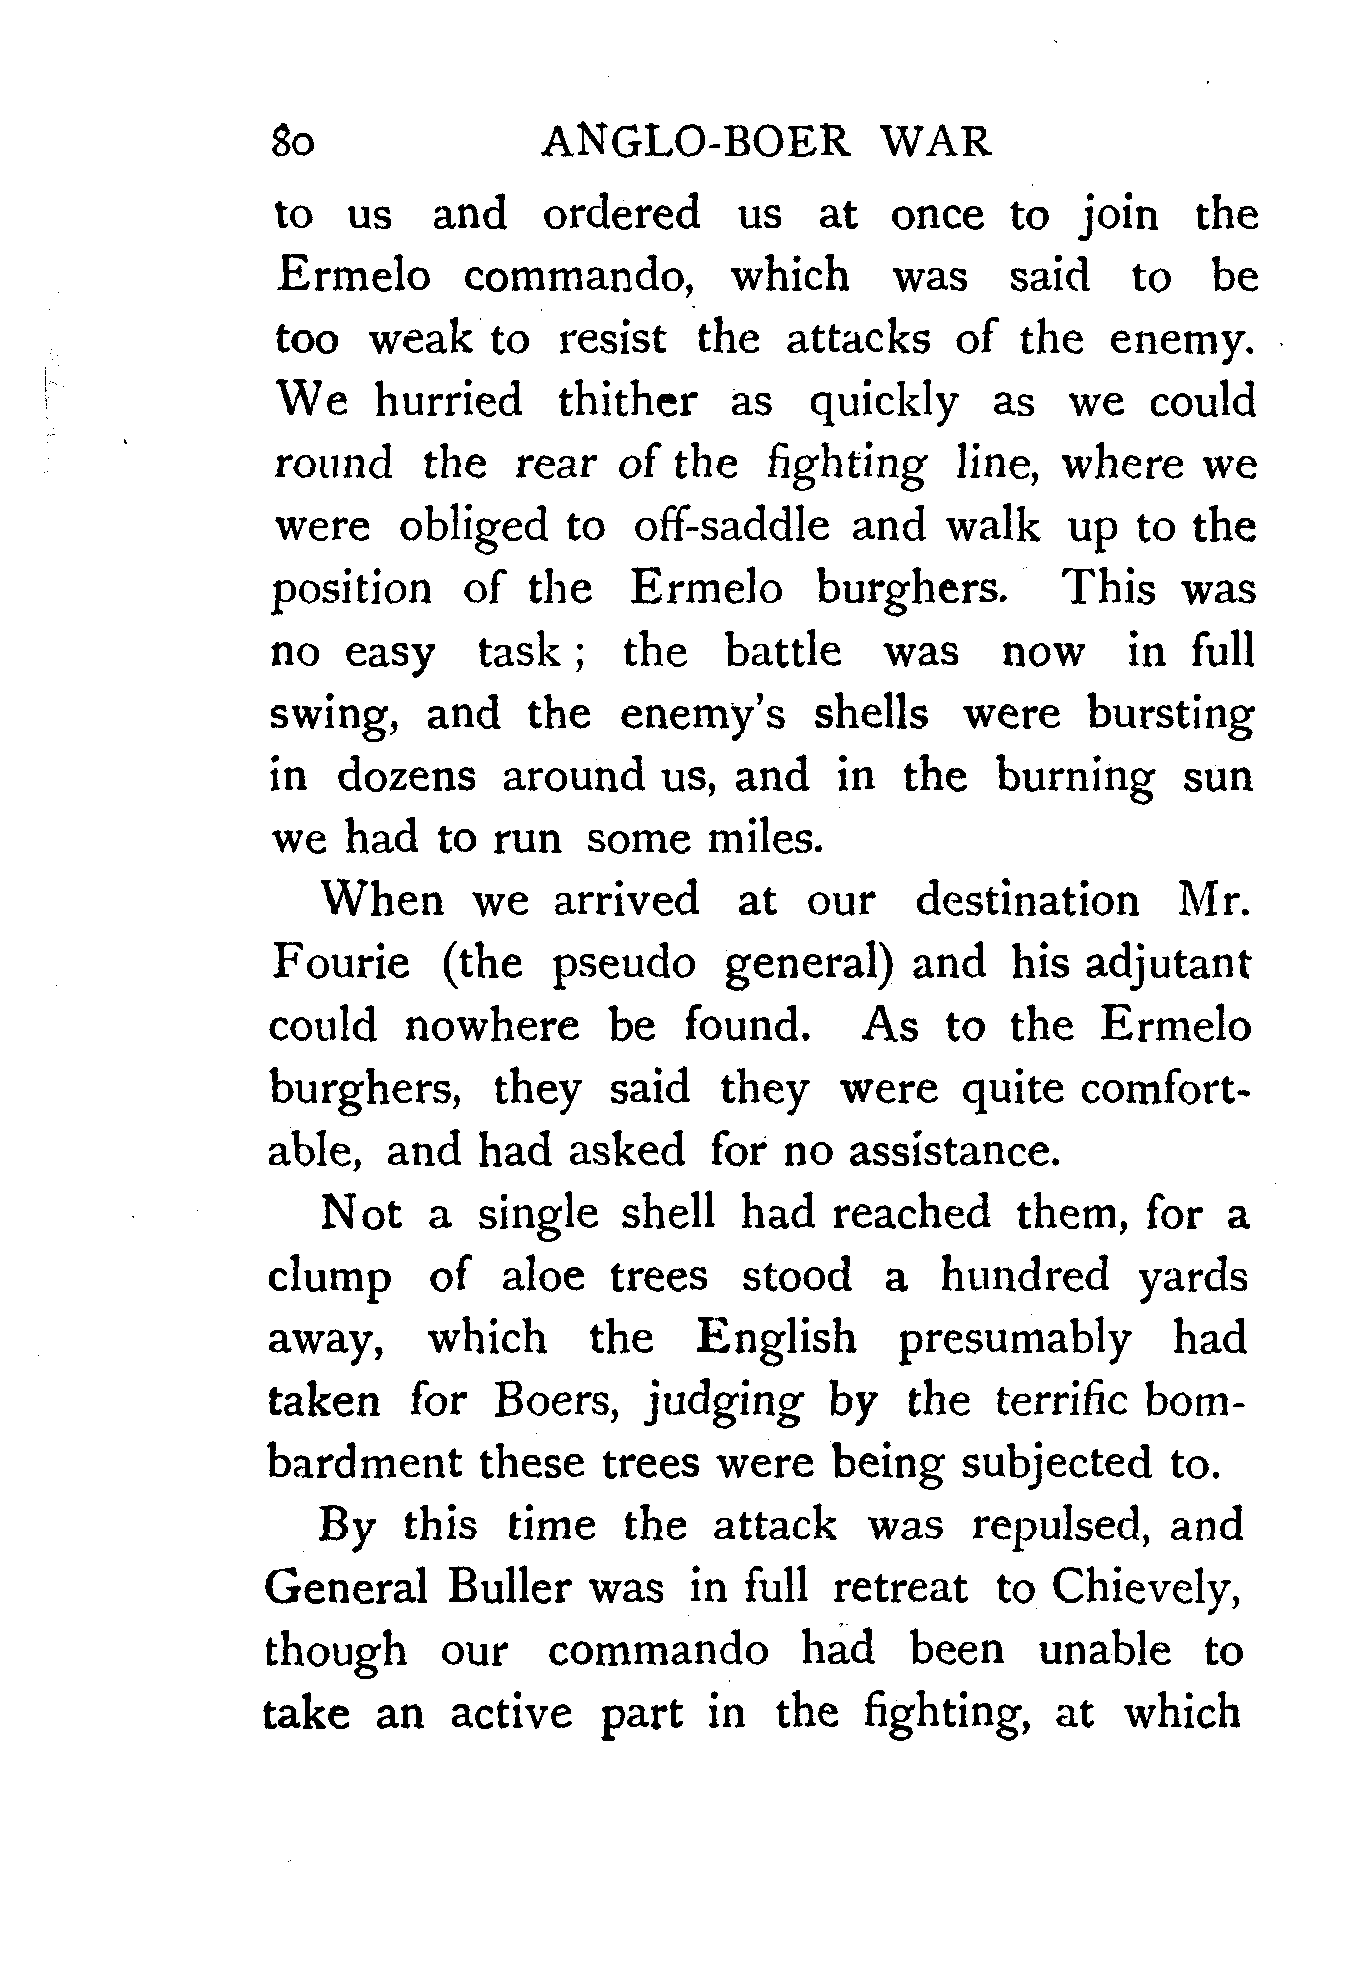 80 ANGLO-BOER WAR
to us and ordered us at once to join the
Ermelo commando, which was said to be
too weak to resist the attacks of the enemy.
We hurried thither as quickly as we could
round the rear of the fighting line, where we
were obliged to off-saddle and walk up to the
position of the Ermelo burghers. This was
no easy task ; the battle was now in full
swing, and the enemy's shells were bursting
in dozens around us, and in the burning sun
we had to run some miles.
When we arrived at our destination Mr.
Fourie (the pseudo general) and his adjutant
could nowhere be found. As to the Ermelo
burghers, they said they were quite comfort-
able, and had asked for no assistance.
Not a single shell had reached them, for a
clump of aloe trees stood a hundred yards
away, which the English presumably had
taken for Boers, judging by the terrific bom-
bardment these trees were being subjected to.
By this time the attack was repulsed, and
General Buller was in full retreat to Chievely,
though our commando had been unable to
take an active part in the fighting, at which